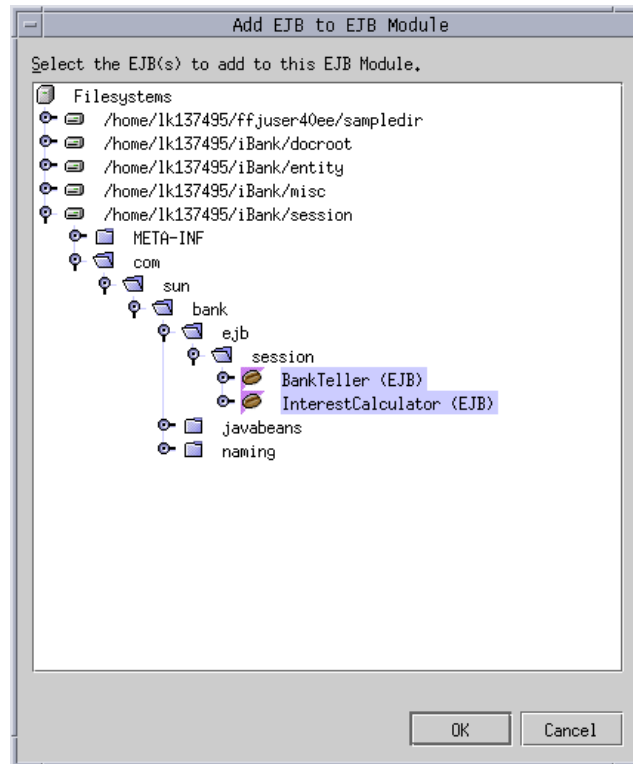 Add EJB to EJB Module
Select the EJB(s) to add to this EJB Module.
Filesystems
/home/lk137495/ffjuser40ee/sampledir
/home/lk137495/iBank/docroot
/home/lk137495/iBank/entity
/home/lk137495/iBank/misc
/home/lk137495/iBank/session
META-INF
com
sun
bank
ejb
session
BankTeller (EJB)
InterestCalculator (EJB)
javabeans
naming
OK Cancel